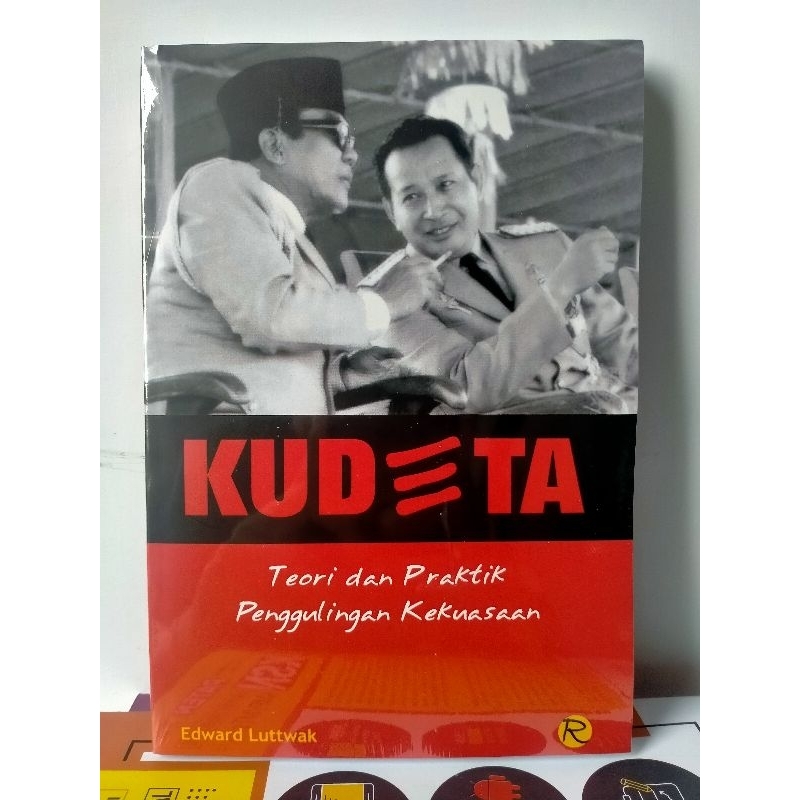 KUDETA
Teori dan Praktik
Penggulingan Kekuasaan
Edward Luttwak
R